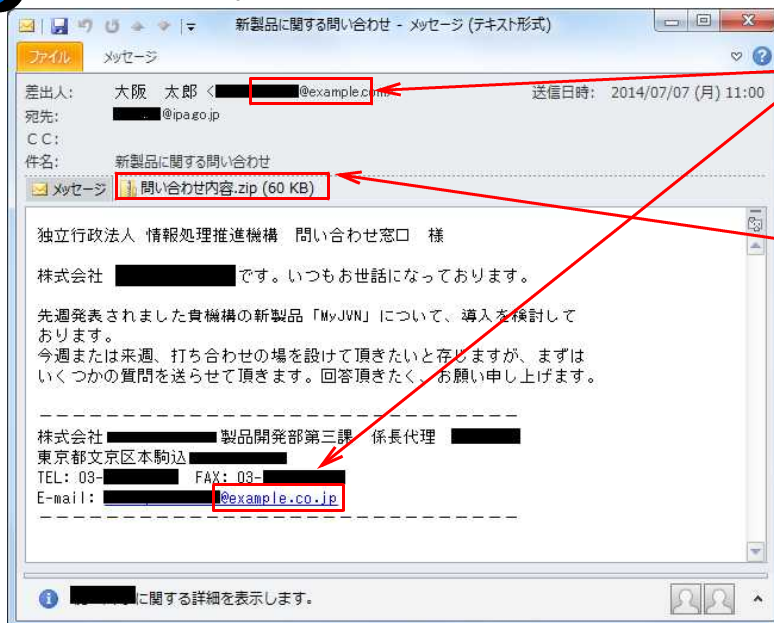 新製品に関する問い合わせ - メッセージ (テキスト形式)
ファイル メッセージ
差出人: 大阪 太郎 < @example.com> 送信日時: 2014/07/07 (月) 11:00
宛先: @ipa.go.jp
CC:
件名: 新製品に関する問い合わせ
メッセージ 問い合わせ内容.zip (60 KB)
独立行政法人 情報処理推進機構 問い合わせ窓口 様
株式会社 です。いつもお世話になっております。
先週発表されました貴機構の新製品「MyJVN」について、導入を検討して
おります。
今週または来週、打ち合わせの場を設けて頂きたいと存じますが、まずは
いくつかの質問を送らせて頂きます。回答頂きたく、お願い申し上げます。
－－－－－－－－－－－－－－－－－－－－－－－－－－－－－
株式会社 製品開発部第三課 係長代理
東京都文京区本駒込
TEL: 03- FAX: 03-
E-mail: @example.co.jp
－－－－－－－－－－－－－－－－－－－－－－－－－－－－－
に関する詳細を表示します。